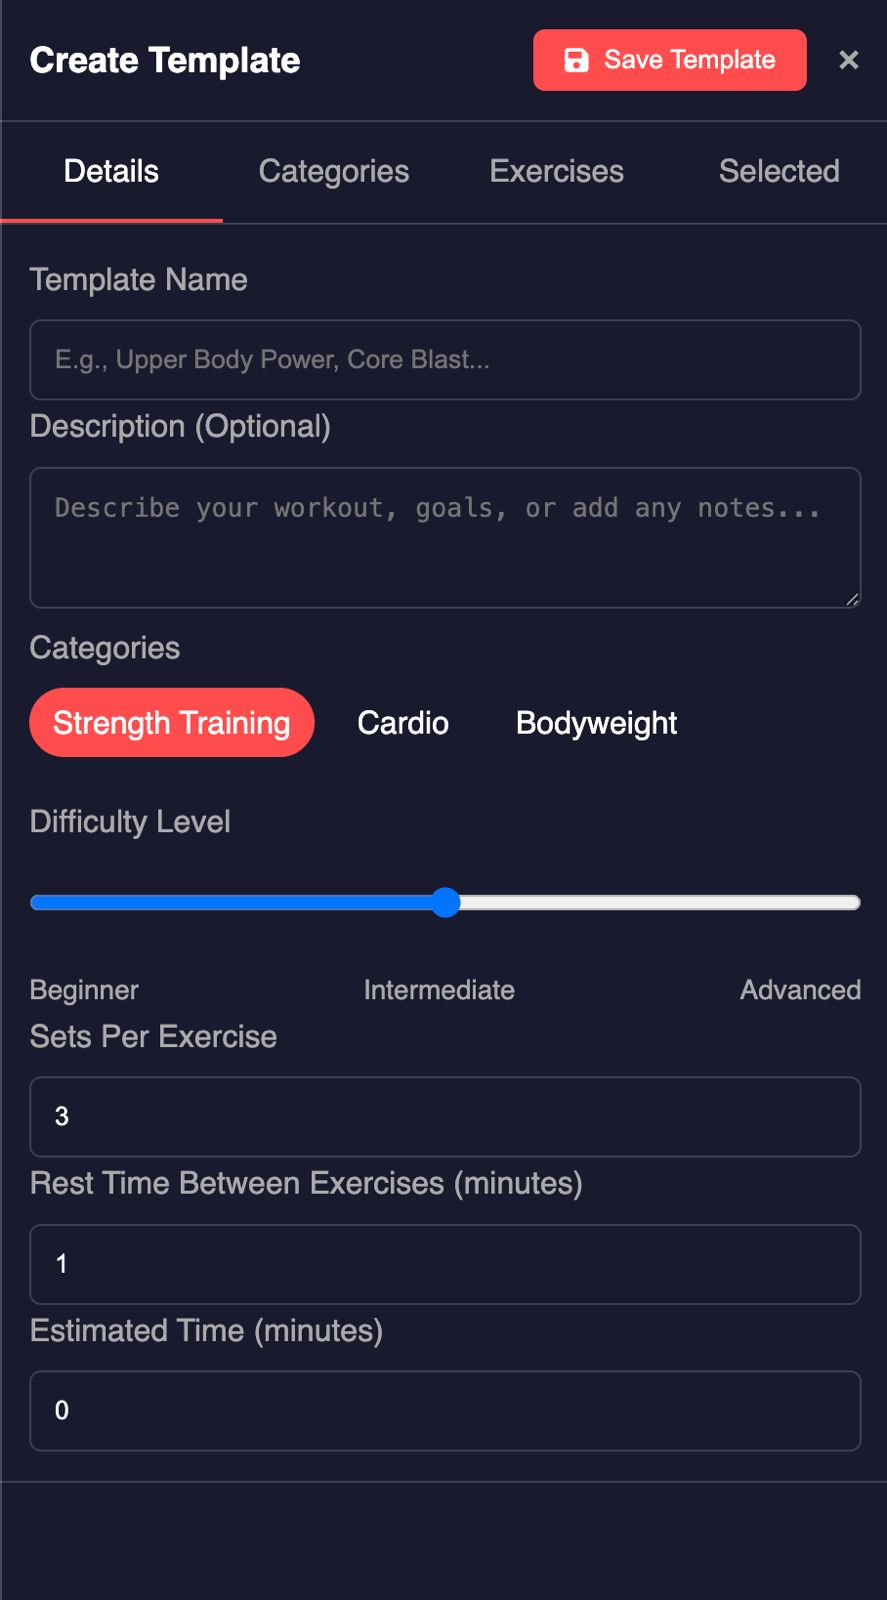 Create Template
Save Template ×
Details Categories Exercises Selected
Template Name
E.g., Upper Body Power, Core Blast...
Description (Optional)
Describe your workout, goals, or add any notes...
Categories
Strength Training Cardio Bodyweight
Difficulty Level
Beginner Intermediate Advanced
Sets Per Exercise
3
Rest Time Between Exercises (minutes)
1
Estimated Time (minutes)
0